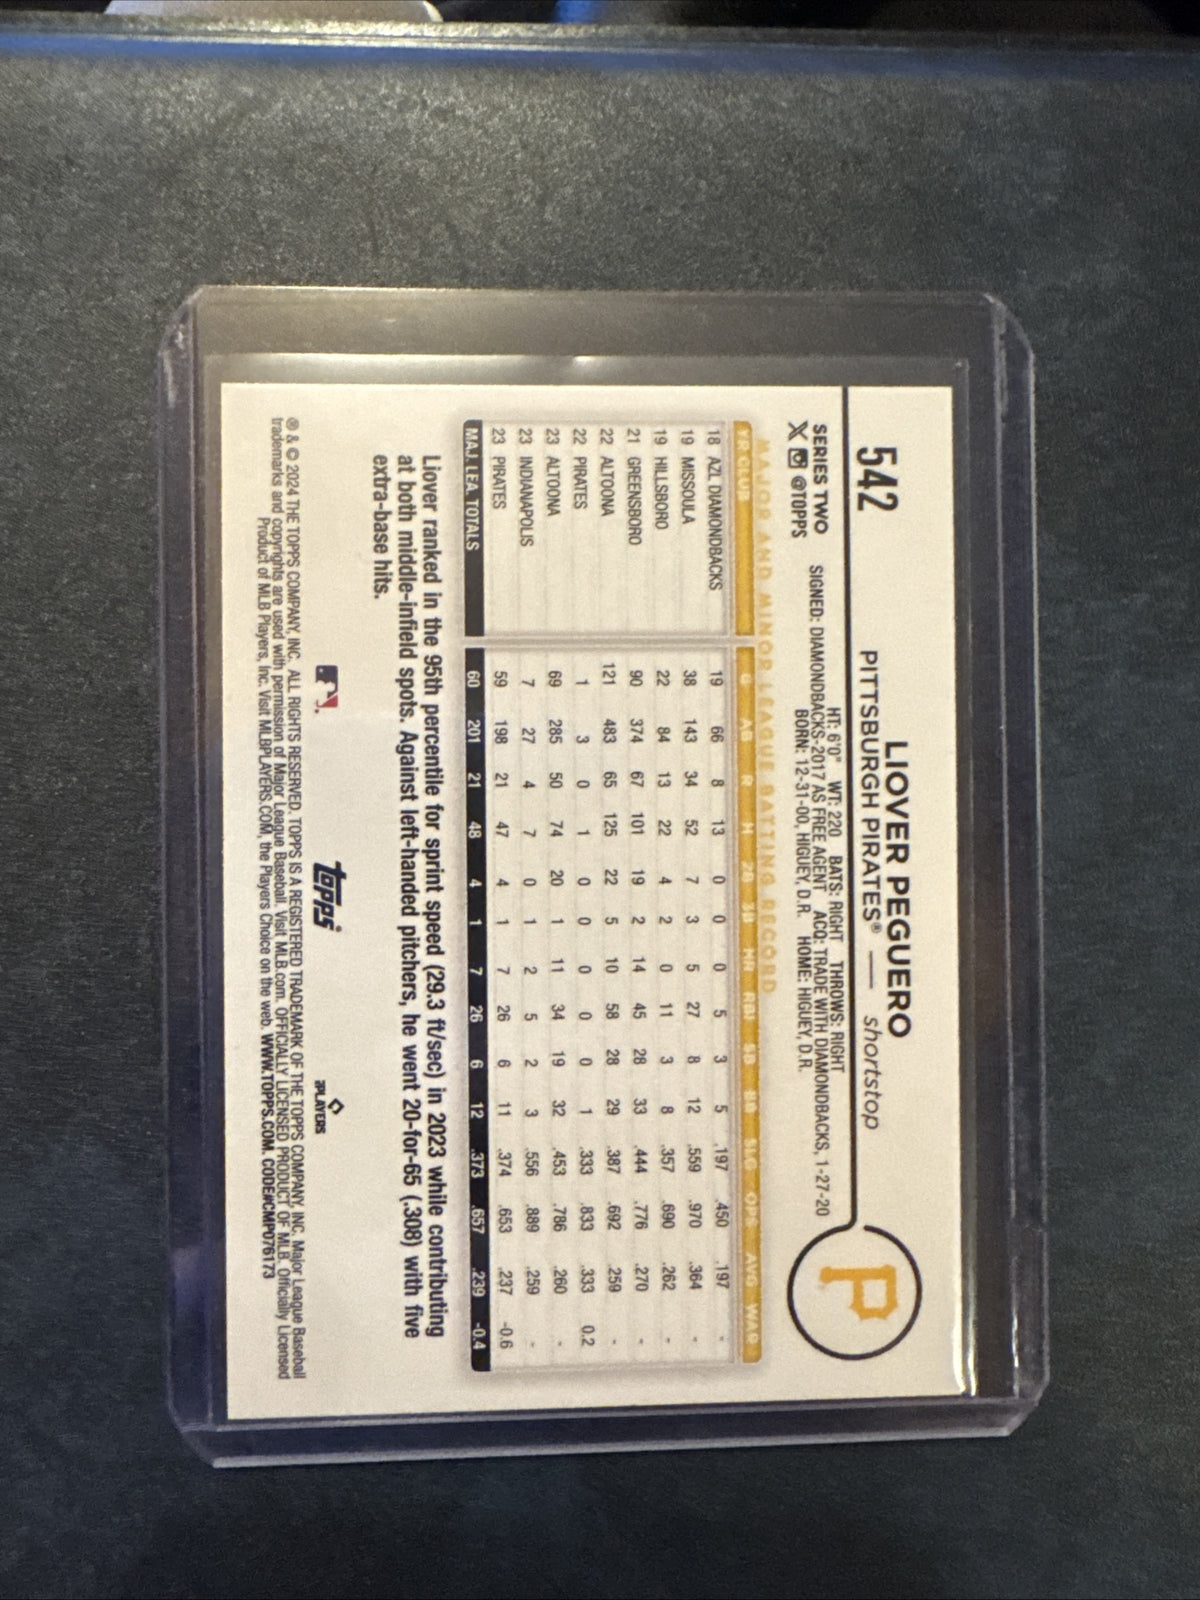 542
LIOVER PEGUERO
PITTSBURGH PIRATES® — shortstop
P
SERIES TWO
@TOPPS
HT: 6'0" WT: 220 BATS: RIGHT THROWS: RIGHT
SIGNED: DIAMONDBACKS-2017 AS FREE AGENT ACQ: TRADE WITH DIAMONDBACKS, 1-27-20
BORN: 12-31-00, HIGUEY, D.R. HOME: HIGUEY, D.R.
MAJOR AND MINOR LEAGUE BATTING RECORD
YR CLUB G AB R H 2B 3B HR RBI SB BB SLG OPS AVG WAR
18 AZL DIAMONDBACKS 19 66 8 13 0 0 0 5 3 5 .197 .450 .197 -
19 MISSOULA 38 143 34 52 7 3 5 27 8 12 .559 .970 .364 -
19 HILLSBORO 22 84 13 22 4 2 0 11 3 8 .357 .690 .262 -
21 GREENSBORO 90 374 67 101 19 2 14 45 28 33 .444 .776 .270 -
22 ALTOONA 121 483 65 125 22 5 10 58 28 29 .387 .692 .259 -
22 PIRATES 1 3 0 1 0 0 0 0 0 1 .333 .833 .333 0.2
23 ALTOONA 69 285 50 74 20 1 11 34 19 32 .453 .786 .260 -
23 INDIANAPOLIS 7 27 4 7 0 1 2 5 2 3 .556 .889 .259 -
23 PIRATES 59 198 21 47 4 1 7 26 6 11 .374 .653 .237 -0.6
MAJ. LEA. TOTALS 60 201 21 48 4 1 7 26 6 12 .373 .657 .239 -0.4
Liover ranked in the 95th percentile for sprint speed (29.3 ft/sec) in 2023 while contributing
at both middle-infield spots. Against left-handed pitchers, he went 20-for-65 (.308) with five
extra-base hits.
topps®
PLAYERS
® & © 2024 THE TOPPS COMPANY, INC. ALL RIGHTS RESERVED. TOPPS IS A REGISTERED TRADEMARK OF THE TOPPS COMPANY, INC. Major League Baseball
trademarks and copyrights are used with permission of Major League Baseball. Visit MLB.com. OFFICIALLY LICENSED PRODUCT OF MLB. Officially Licensed
Product of MLB Players, Inc. Visit MLBPLAYERS.COM, the Players Choice on the web. WWW.TOPPS.COM. CODE#CMP076173